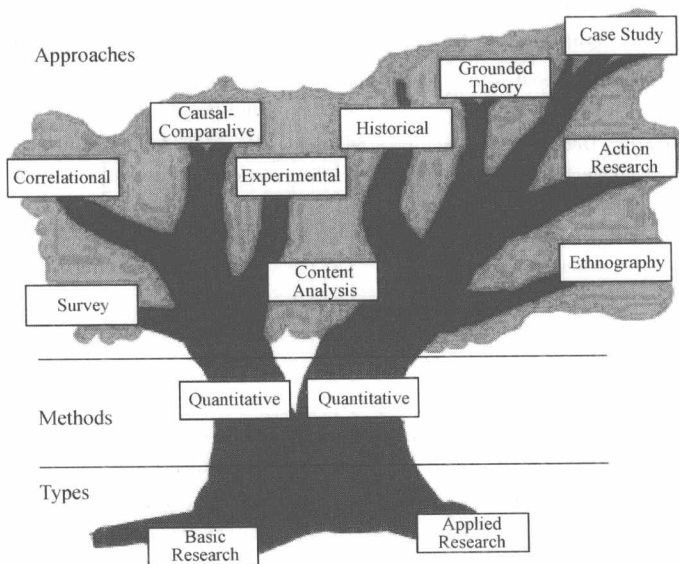 Approaches
Case Study
Grounded
Theory
Causal-
Comparalive
Historical
Action
Research
Correlational
Experimental
Content
Analysis
Ethnography
Survey
Quantitative
Quantitative
Methods
Types
Basic
Research
Applied
Research